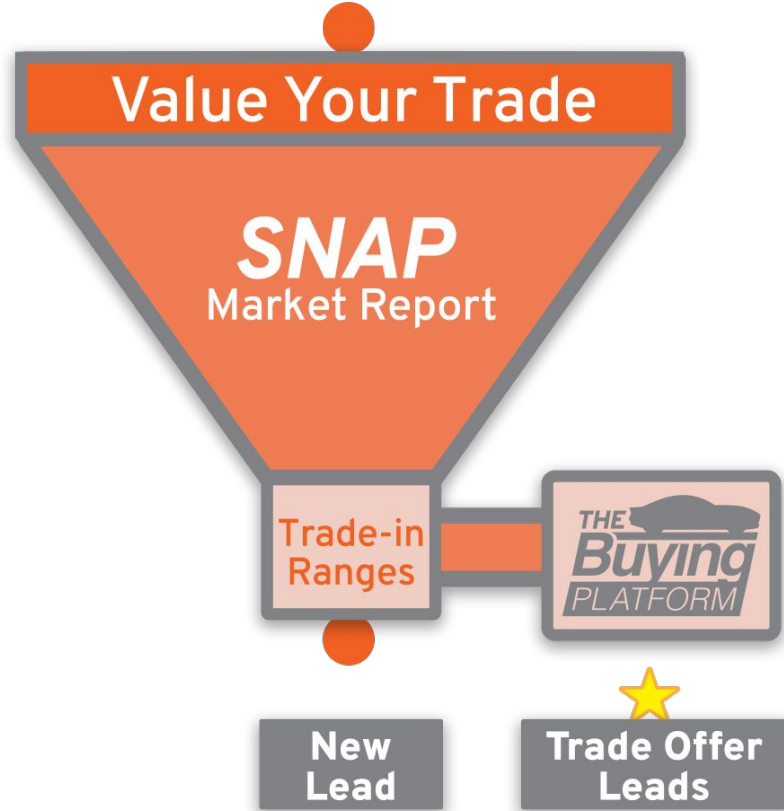 Value Your Trade
SNAP
Market Report
Trade-in
Ranges
THE
Buying
PLATFORM
New
Lead
Trade Offer
Leads